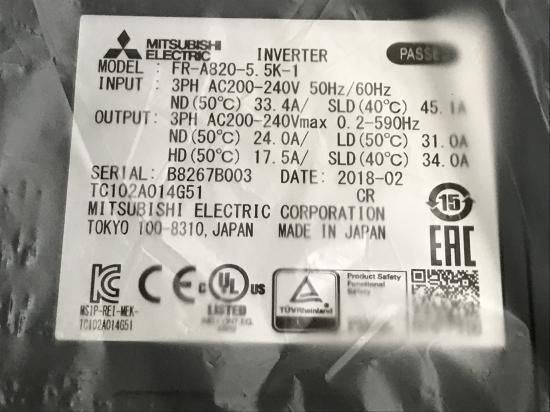 MITSUBISHI
ELECTRIC INVERTER
MODEL : FR-A820-5.5K-1
INPUT : 3PH AC200-240V 50Hz/60Hz
ND(50°C) 33.4A/ SLD(40°C) 45.1A
OUTPUT: 3PH AC200-240Vmax 0.2-590Hz
ND(50°C) 24.0A/ LD(50°C) 31.0A
HD(50°C) 17.5A/ SLD(40°C) 34.0A
SERIAL: B8267B003 DATE: 2018-02
TC102A014G51 CR
MITSUBISHI ELECTRIC CORPORATION
TOKYO 100-8310, JAPAN MADE IN JAPAN
15
EAC
CE
c UL US
LISTED
MSIP-REI-MEK-
TC102A014G51
TÜVRheinland
Product Safety
Functional
Safety